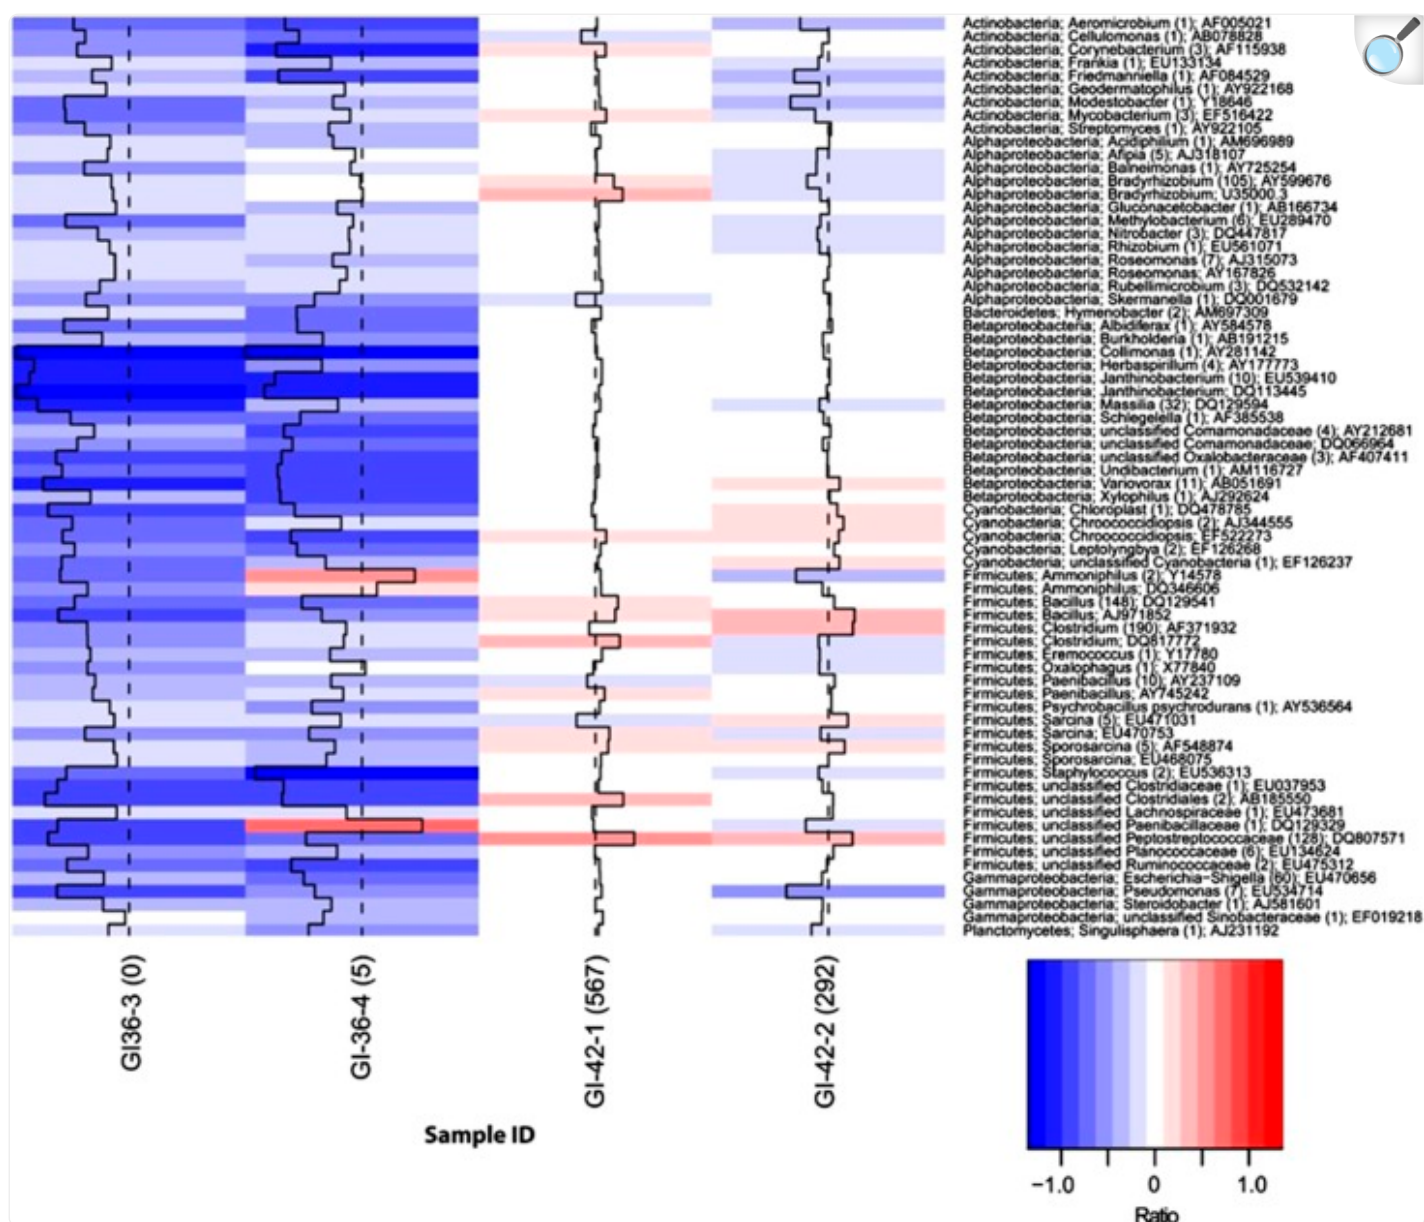 Actinobacteria; Aeromicrobium (1); AF005021
Actinobacteria; Cellulomonas (1); AB078828
Actinobacteria; Corynebacterium (3); AF115938
Actinobacteria; Frankia (1); EU133134
Actinobacteria; Friedmanniella (1); AF084529
Actinobacteria; Geodermatophilus (1); AY922168
Actinobacteria; Modestobacter (1); Y18646
Actinobacteria; Mycobacterium (3); EF516422
Actinobacteria; Streptomyces (1); AY922105
Alphaproteobacteria; Acidiphilium (1); AM696989
Alphaproteobacteria; Afipia (5); AJ318107
Alphaproteobacteria; Balneimonas (1); AY725254
Alphaproteobacteria; Bradyrhizobium (105); AY599676
Alphaproteobacteria; Bradyrhizobium; U35000.3
Alphaproteobacteria; Gluconacetobacter (1); AB166734
Alphaproteobacteria; Methylobacterium (6); EU289470
Alphaproteobacteria; Nitrobacter (3); DQ447817
Alphaproteobacteria; Rhizobium (1); EU561071
Alphaproteobacteria; Roseomonas (7); AJ315073
Alphaproteobacteria; Roseomonas; AY167826
Alphaproteobacteria; Rubellimicrobium (3); DQ532142
Alphaproteobacteria; Skermanella (1); DQ001679
Bacteroidetes; Hymenobacter (2); AM697309
Betaproteobacteria; Albidiferax (1); AY584578
Betaproteobacteria; Burkholderia (1); AB191215
Betaproteobacteria; Collimonas (1); AY281142
Betaproteobacteria; Herbaspirillum (4); AY177773
Betaproteobacteria; Janthinobacterium (10); EU539410
Betaproteobacteria; Janthinobacterium; DQ113445
Betaproteobacteria; Massilia (32); DQ129594
Betaproteobacteria; Schlegelella (1); AF385538
Betaproteobacteria; unclassified Comamonadaceae (4); AY212681
Betaproteobacteria; unclassified Comamonadaceae; DQ066964
Betaproteobacteria; unclassified Oxalobacteraceae (3); AF407411
Betaproteobacteria; Undibacterium (1); AM116727
Betaproteobacteria; Variovorax (11); AB051691
Betaproteobacteria; Xylophilus (1); AJ292624
Cyanobacteria; Chloroplast (1); DQ478785
Cyanobacteria; Chroococcidiopsis (2); AJ344555
Cyanobacteria; Chroococcidiopsis; EF522273
Cyanobacteria; Leptolyngbya (2); EF126268
Cyanobacteria; unclassified Cyanobacteria (1); EF126237
Firmicutes; Ammoniphilus (2); Y14578
Firmicutes; Ammoniphilus; DQ346606
Firmicutes; Bacillus (148); DQ129541
Firmicutes; Bacillus; AJ971852
Firmicutes; Clostridium (190); AF371932
Firmicutes; Clostridium; DQ817772
Firmicutes; Eremococcus (1); Y17780
Firmicutes; Oxalophagus (1); X77840
Firmicutes; Paenibacillus (10); AY237109
Firmicutes; Paenibacillus; AY745242
Firmicutes; Psychrobacillus psychrodurans (1); AY536564
Firmicutes; Sarcina (5); EU471031
Firmicutes; Sarcina; EU470753
Firmicutes; Sporosarcina (5); AF548874
Firmicutes; Sporosarcina; EU468075
Firmicutes; Staphylococcus (2); EU536313
Firmicutes; unclassified Clostridiaceae (1); EU037953
Firmicutes; unclassified Clostridiales (2); AB185550
Firmicutes; unclassified Lachnospiraceae (1); EU473681
Firmicutes; unclassified Paenibacillaceae (1); DQ129329
Firmicutes; unclassified Peptostreptococcaceae (128); DQ807571
Firmicutes; unclassified Planococcaceae (6); EU134624
Firmicutes; unclassified Ruminococcaceae (2); EU475312
Gammaproteobacteria; Escherichia−Shigella (60); EU470656
Gammaproteobacteria; Pseudomonas (7); EU534714
Gammaproteobacteria; Steroidobacter (1); AJ581601
Gammaproteobacteria; unclassified Sinobacteraceae (1); EF019218
Planctomycetes; Singulisphaera (1); AJ231192
GI36-3 (0)
GI-36-4 (5)
GI-42-1 (567)
GI-42-2 (292)
Sample ID
−1.0 0 1.0
Ratio